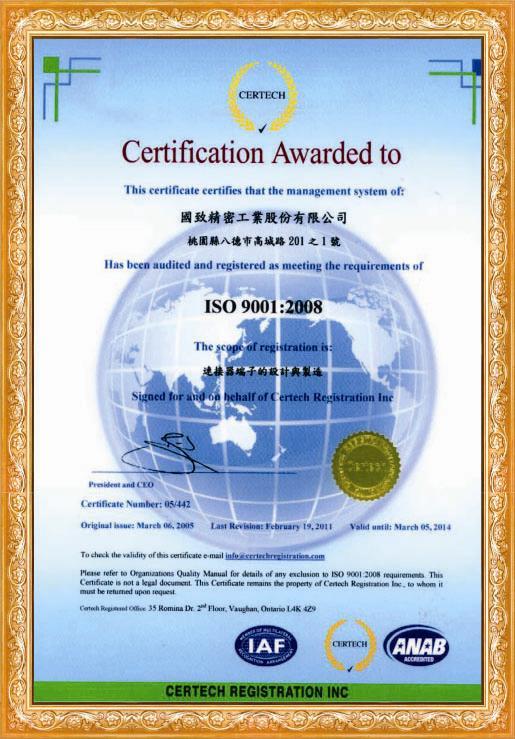 CERTECH
Certification Awarded to
This certificate certifies that the management system of:
國致精密工業股份有限公司
桃園縣八德市高城路 201 之 1 號
Has been audited and registered as meeting the requirements of
ISO 9001:2008
The scope of registration is:
連接器端子的設計與製造
Signed for and on behalf of Certech Registration Inc
Certech
President and CEO
Certificate Number: 05/442
Original issue: March 06, 2005 Last Revision: February 19, 2011 Valid until: March 05, 2014
To check the validity of this certificate e-mail info@certechregistration.com
Please refer to Organizations Quality Manual for details of any exclusion to ISO 9001:2008 requirements. This
Certificate is not a legal document. This Certificate remains the property of Certech Registration Inc., to whom it
must be returned upon request.
Certech Registered Office: 35 Romina Dr. 2nd Floor, Vaughan, Ontario L4K 4Z9
MEMBER OF MULTILATERAL
IAF
RECOGNITION ARRANGEMENT
CERTECH
ANAB
ACCREDITED
CERTECH REGISTRATION INC